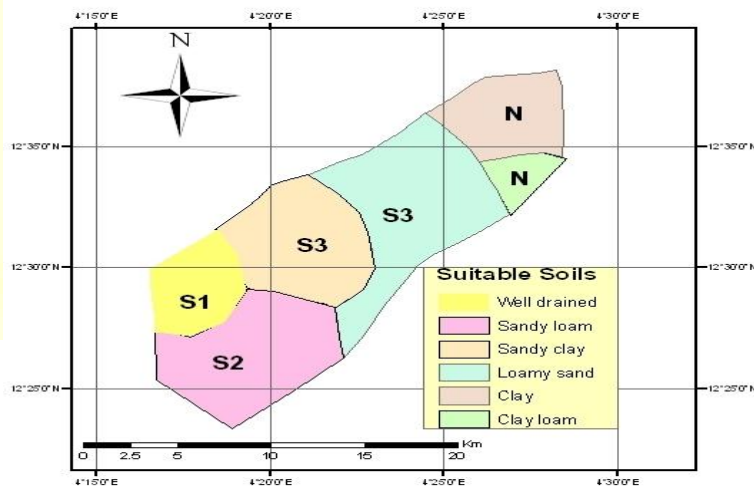 4°15'0"E 4°20'0"E 4°25'0"E 4°30'0"E
N
N
12°35'0"N 12°35'0"N
N
S3
S3
12°30'0"N 12°30'0"N
Suitable Soils
S1
Well drained
Sandy loam
Sandy clay
S2
Loamy sand
12°25'0"N 12°25'0"N
Clay
Clay loam
Km
0 2.5 5 10 15 20
4°15'0"E 4°20'0"E 4°25'0"E 4°30'0"E